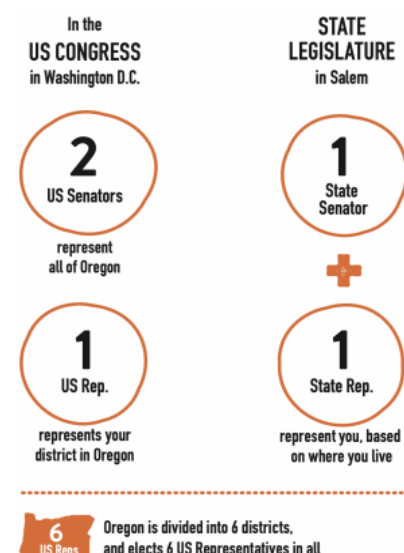 In the
US CONGRESS
in Washington D.C.
2
US Senators
represent
all of Oregon
1
US Rep.
represents your
district in Oregon
STATE
LEGISLATURE
in Salem
1
State
Senator
1
State Rep.
represent you, based
on where you live
6
US Reps
Oregon is divided into 6 districts,
and elects 6 US Representatives in all